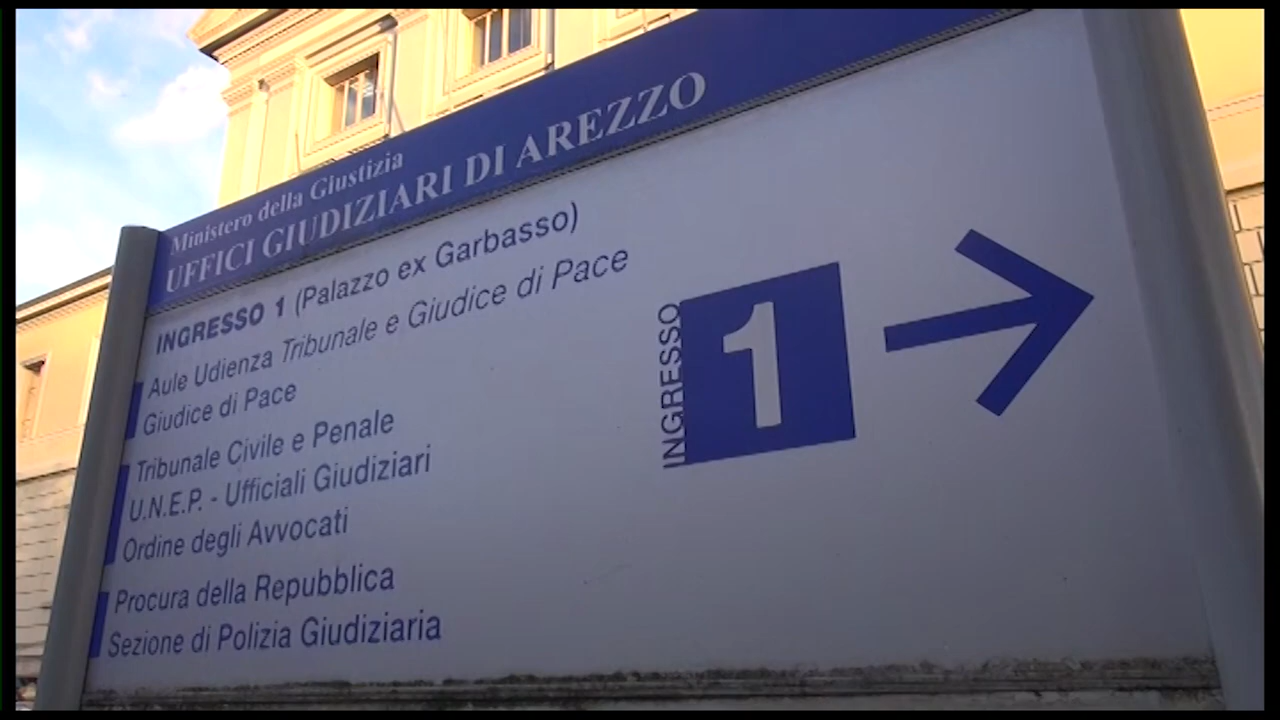 Ministero della Giustizia
UFFICI GIUDIZIARI DI AREZZO
INGRESSO 1 (Palazzo ex Garbasso)
Aule Udienza Tribunale e Giudice di Pace
Giudice di Pace
Tribunale Civile e Penale
U.N.E.P. - Ufficiali Giudiziari
Ordine degli Avvocati
Procura della Repubblica
Sezione di Polizia Giudiziaria
INGRESSO
1